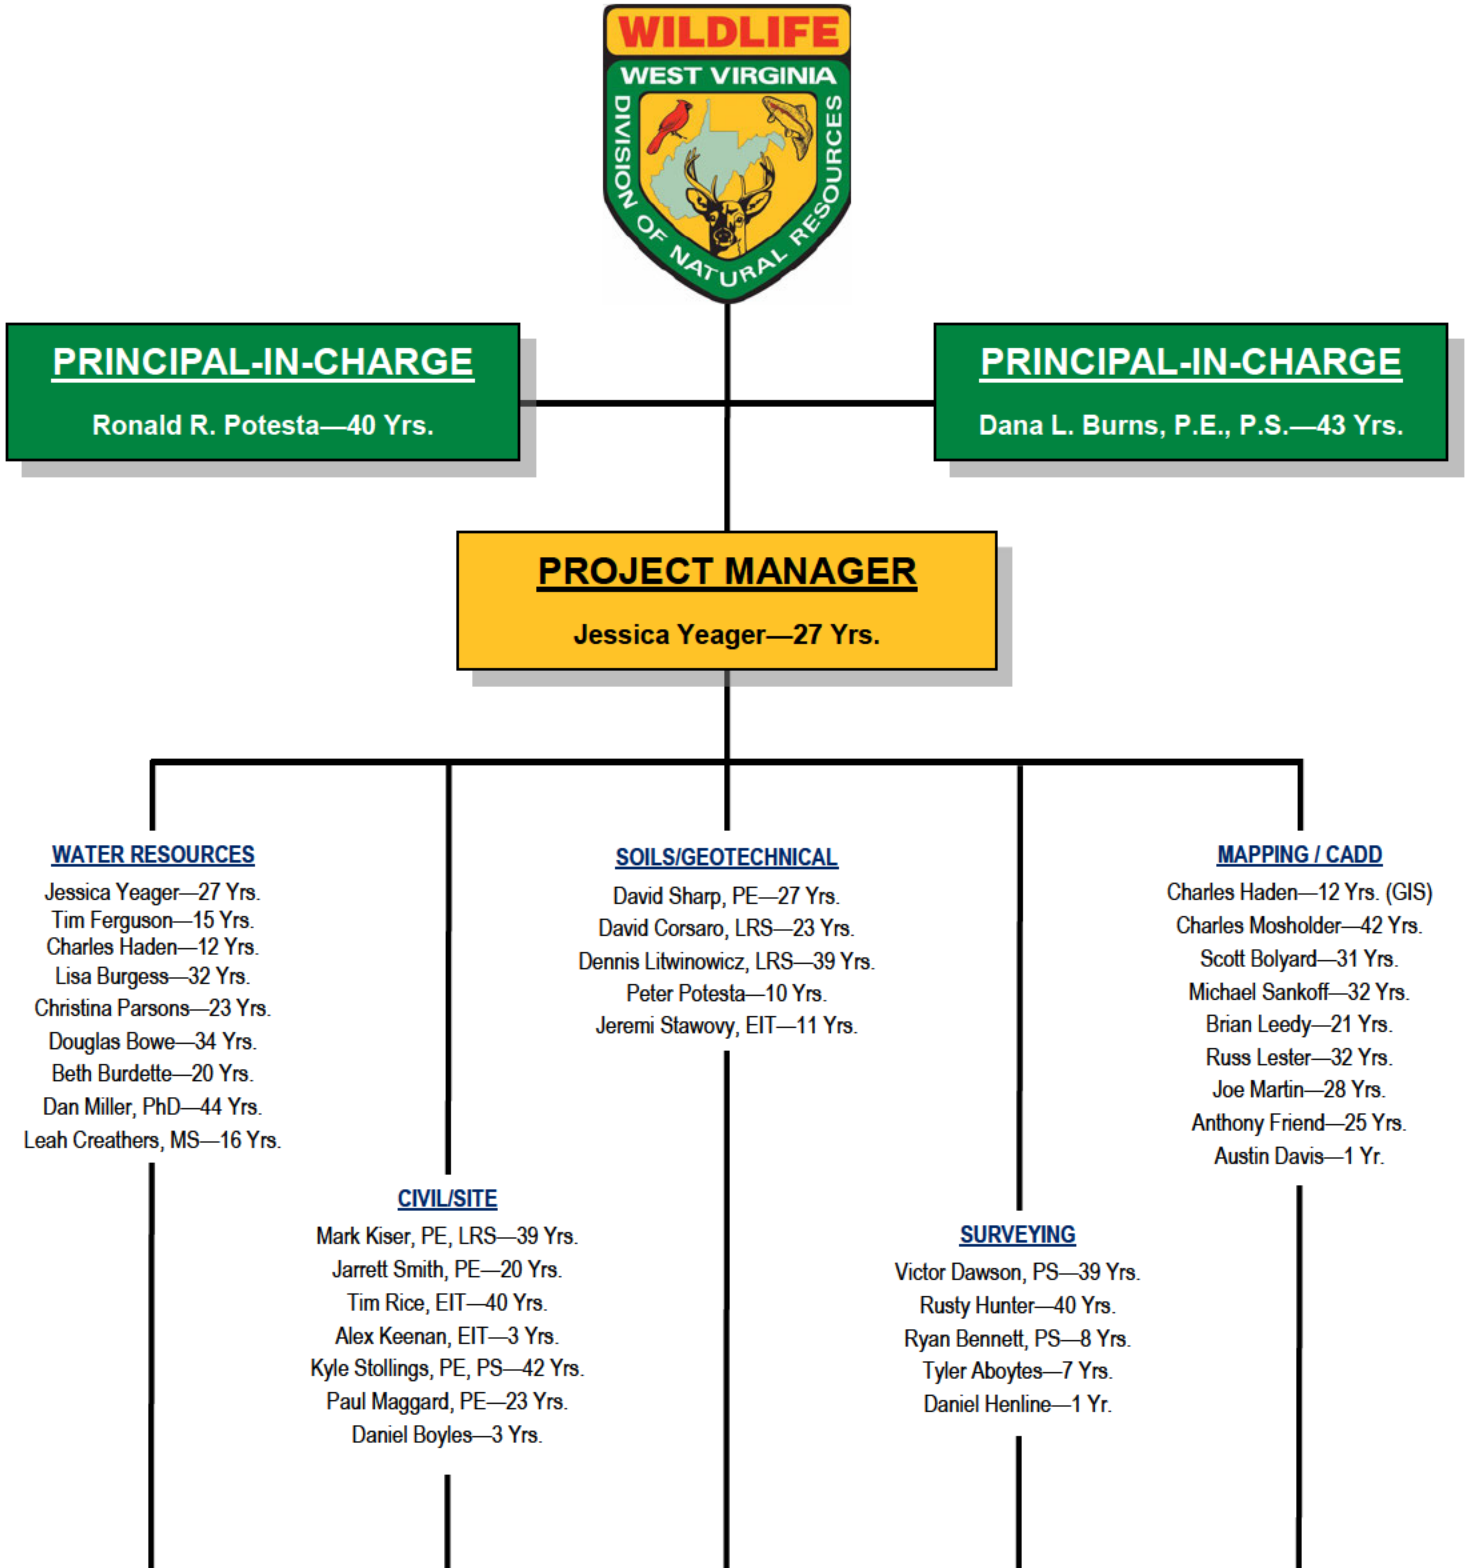 WILDLIFE
WEST VIRGINIA
DIVISION OF NATURAL RESOURCES
PRINCIPAL-IN-CHARGE
Ronald R. Potesta—40 Yrs.
PRINCIPAL-IN-CHARGE
Dana L. Burns, P.E., P.S.—43 Yrs.
PROJECT MANAGER
Jessica Yeager—27 Yrs.
WATER RESOURCES
Jessica Yeager—27 Yrs.
Tim Ferguson—15 Yrs.
Charles Haden—12 Yrs.
Lisa Burgess—32 Yrs.
Christina Parsons—23 Yrs.
Douglas Bowe—34 Yrs.
Beth Burdette—20 Yrs.
Dan Miller, PhD—44 Yrs.
Leah Creathers, MS—16 Yrs.
CIVIL/SITE
Mark Kiser, PE, LRS—39 Yrs.
Jarrett Smith, PE—20 Yrs.
Tim Rice, EIT—40 Yrs.
Alex Keenan, EIT—3 Yrs.
Kyle Stollings, PE, PS—42 Yrs.
Paul Maggard, PE—23 Yrs.
Daniel Boyles—3 Yrs.
SOILS/GEOTECHNICAL
David Sharp, PE—27 Yrs.
David Corsaro, LRS—23 Yrs.
Dennis Litwinowicz, LRS—39 Yrs.
Peter Potesta—10 Yrs.
Jeremi Stawovy, EIT—11 Yrs.
SURVEYING
Victor Dawson, PS—39 Yrs.
Rusty Hunter—40 Yrs.
Ryan Bennett, PS—8 Yrs.
Tyler Aboytes—7 Yrs.
Daniel Henline—1 Yr.
MAPPING / CADD
Charles Haden—12 Yrs. (GIS)
Charles Mosholder—42 Yrs.
Scott Bolyard—31 Yrs.
Michael Sankoff—32 Yrs.
Brian Leedy—21 Yrs.
Russ Lester—32 Yrs.
Joe Martin—28 Yrs.
Anthony Friend—25 Yrs.
Austin Davis—1 Yr.